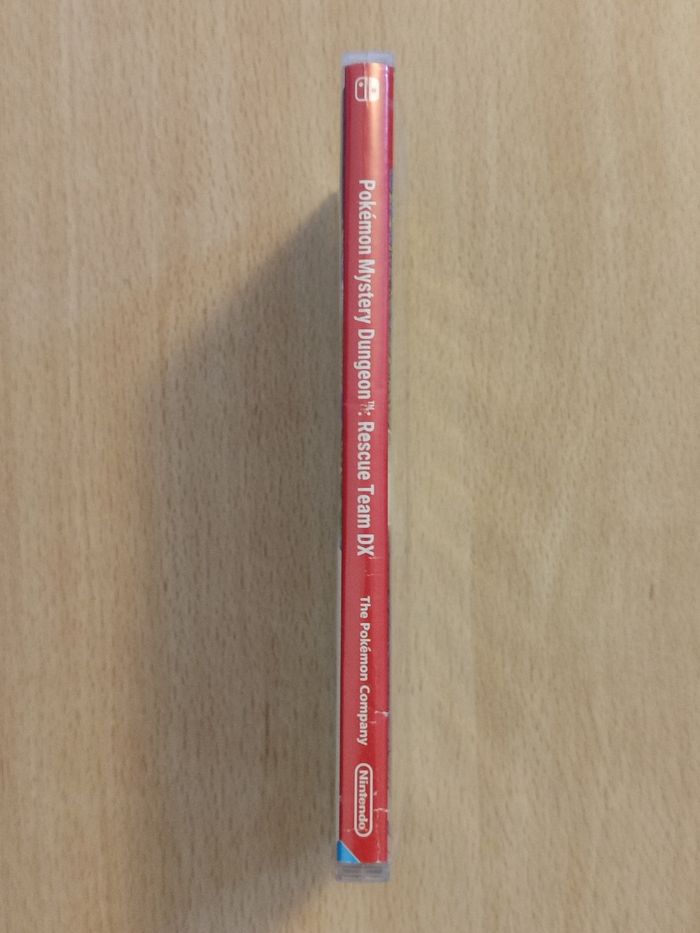 Pokémon Mystery Dungeon™: Rescue Team DX
The Pokémon Company
Nintendo